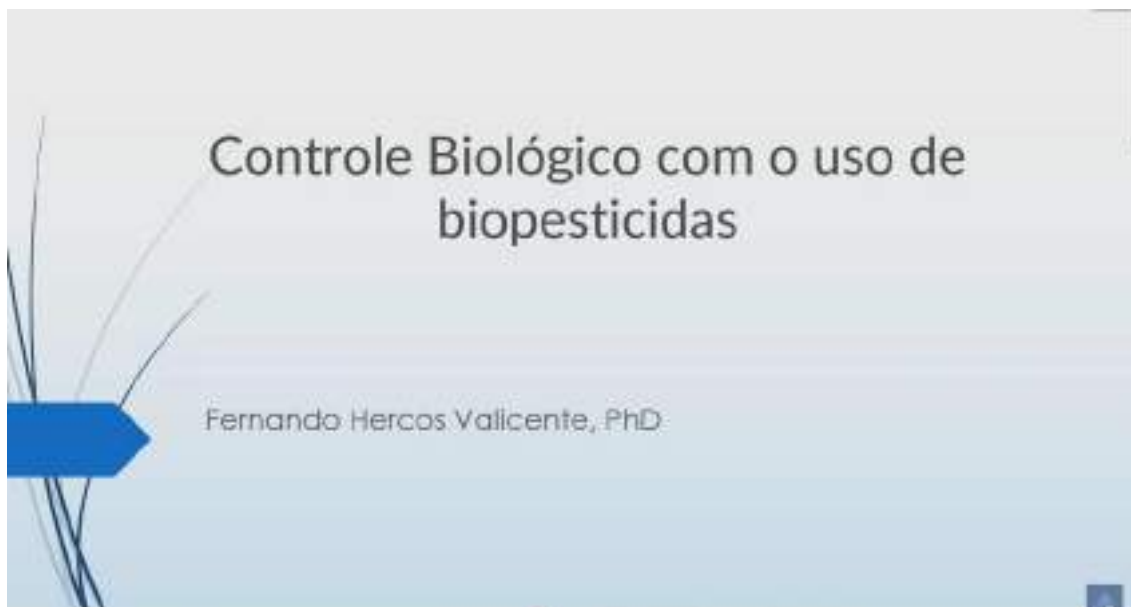 Controle Biológico com o uso de
biopesticidas
Fernando Hercos Valicente, PhD